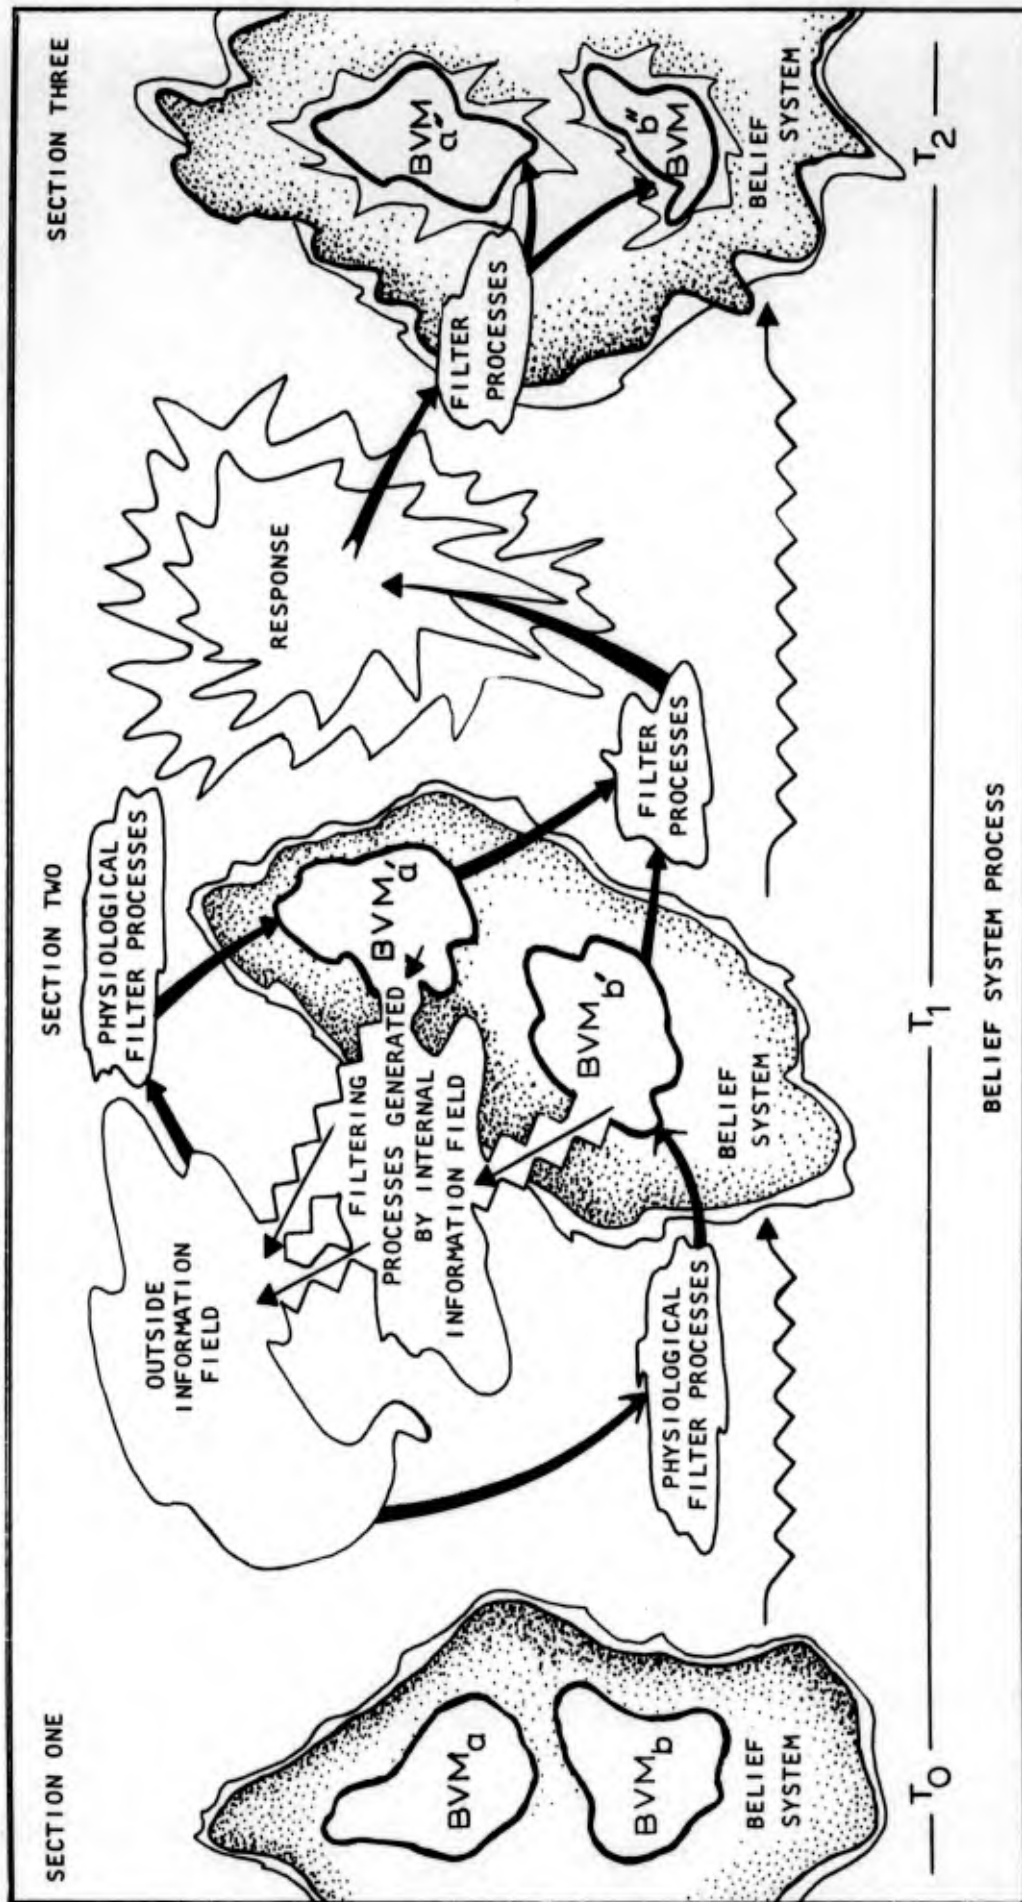 SECTION ONE
BVMa
BVMb
BELIEF
SYSTEM
SECTION TWO
OUTSIDE
INFORMATION
FIELD
PHYSIOLOGICAL
FILTER PROCESSES
FILTERING
PROCESSES GENERATED
BY INTERNAL
INFORMATION FIELD
BVMa′
BVMb′
BELIEF
SYSTEM
PHYSIOLOGICAL
FILTER PROCESSES
FILTER
PROCESSES
RESPONSE
SECTION THREE
FILTER
PROCESSES
BVM
a″
b″
BVM
BELIEF
SYSTEM
T0
T1
T2
BELIEF SYSTEM PROCESS